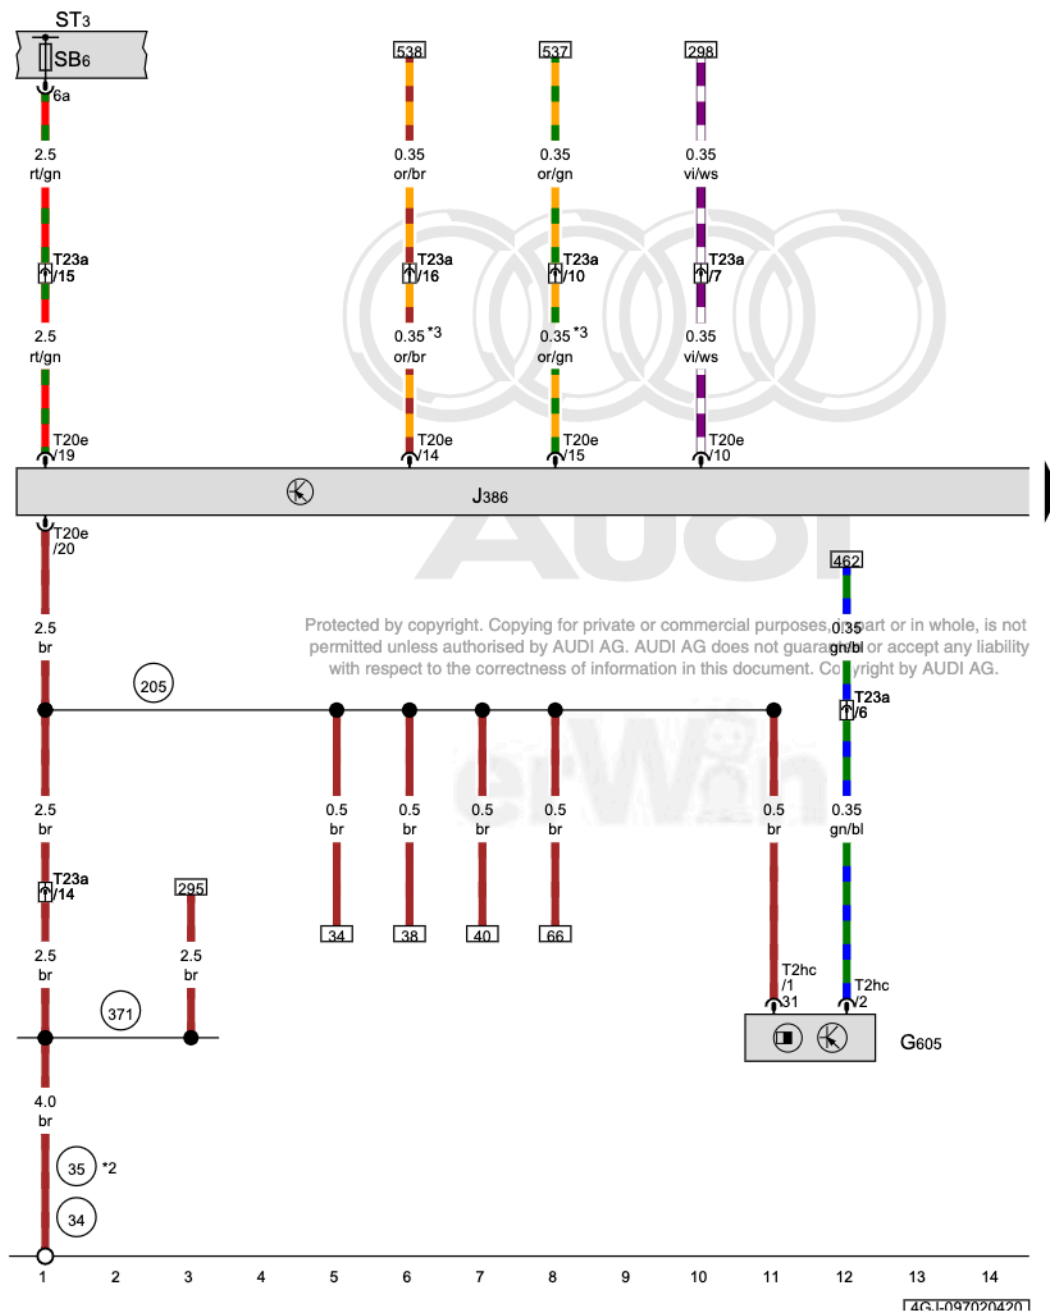 ST3
SB6
6a
538
537
298
2.5
rt/gn
0.35
or/br
0.35
or/gn
0.35
vi/ws
T23a
/15
T23a
/16
T23a
/10
T23a
/7
2.5
rt/gn
0.35 *3
or/br
0.35 *3
or/gn
0.35
vi/ws
T20e
/19
T20e
/14
T20e
/15
T20e
/10
J386
T20e
/20
Audi
462
2.5
br
0.35
gn/bl
Protected by copyright. Copying for private or commercial purposes, in part or in whole, is not
permitted unless authorised by AUDI AG. AUDI AG does not guarantee or accept any liability
with respect to the correctness of information in this document. Copyright by AUDI AG.
205
T23a
/6
erWin
2.5
br
0.5
br
0.5
br
0.5
br
0.5
br
0.5
br
0.35
gn/bl
T23a
/14
295
34
38
40
66
2.5
br
2.5
br
T2hc
/1
31
T2hc
/2
371
G605
4.0
br
35 *2
34
1 2 3 4 5 6 7 8 9 10 11 12 13 14
4GJ-097020420